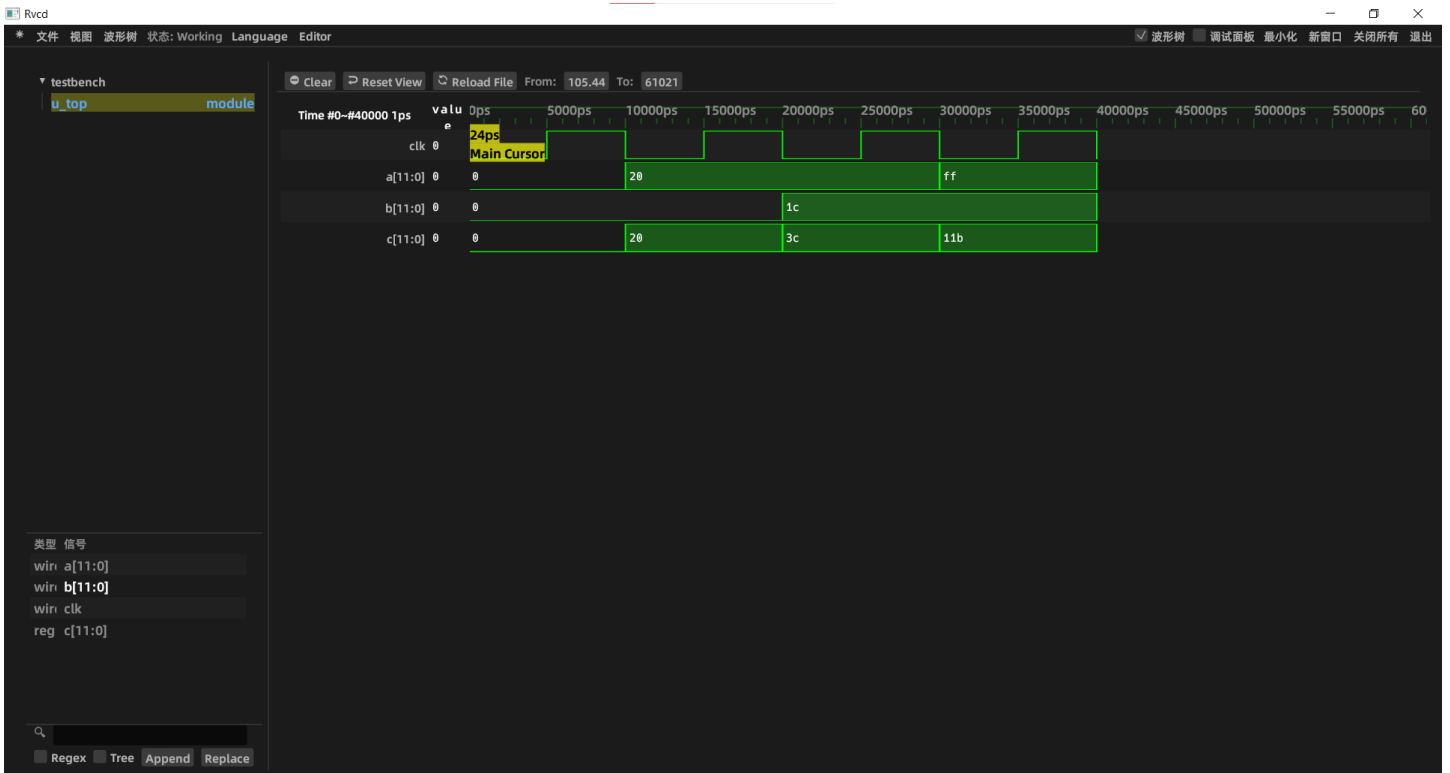 Rvcd
文件 视图 波形树 状态: Working Language Editor
波形树 调试面板 最小化 新窗口 关闭所有 退出
testbench
u_top module
Clear Reset View Reload File From: 105.44 To: 61021
Time #0~#40000 1ps value 0ps 5000ps 10000ps 15000ps 20000ps 25000ps 30000ps 35000ps 40000ps 45000ps 50000ps 55000ps 60
24ps
Main Cursor
clk 0
a[11:0] 0 0 20 ff
b[11:0] 0 0 1c
c[11:0] 0 0 20 3c 11b
类型 信号
wir a[11:0]
wir b[11:0]
wir clk
reg c[11:0]
Regex Tree Append Replace